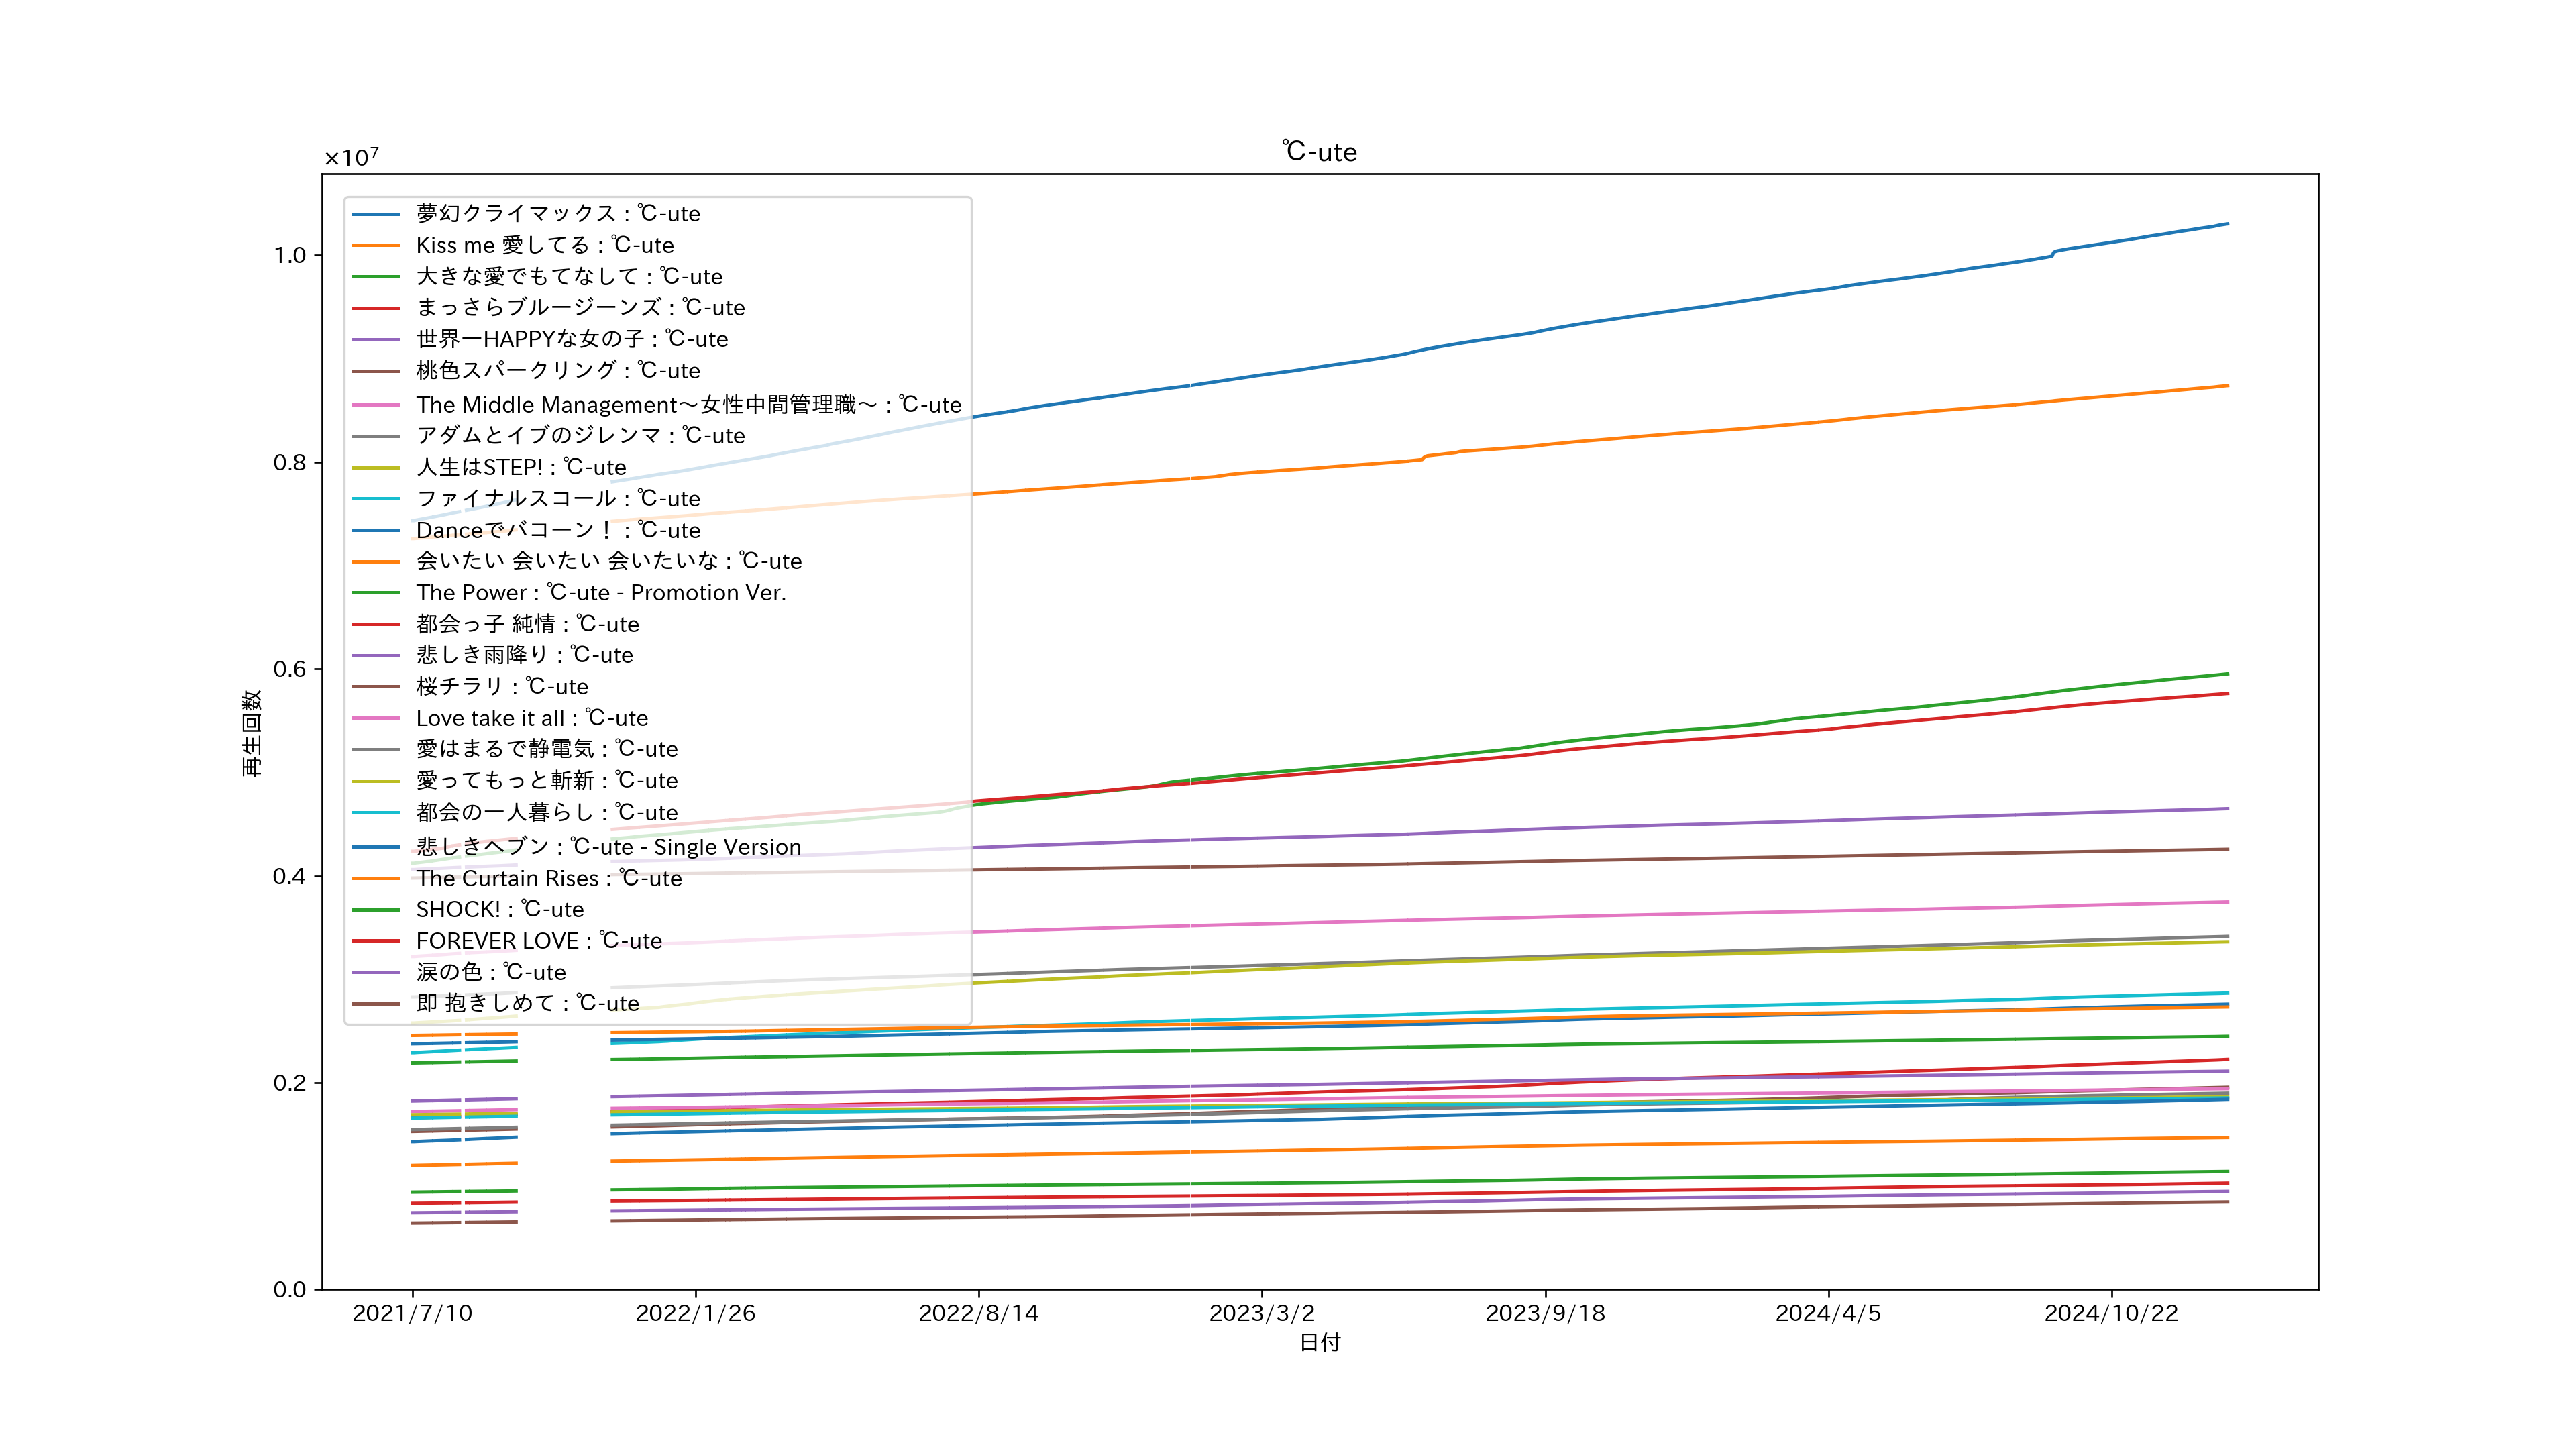 ℃-ute
×10⁷
1.0
0.8
0.6
0.4
0.2
0.0
再生回数
夢幻クライマックス : ℃-ute
Kiss me 愛してる : ℃-ute
大きな愛でもてなして : ℃-ute
まっさらブルージーンズ : ℃-ute
世界一HAPPYな女の子 : ℃-ute
桃色スパークリング : ℃-ute
The Middle Management～女性中間管理職～ : ℃-ute
アダムとイブのジレンマ : ℃-ute
人生はSTEP! : ℃-ute
ファイナルスコール : ℃-ute
Danceでバコーン！ : ℃-ute
会いたい 会いたい 会いたいな : ℃-ute
The Power : ℃-ute - Promotion Ver.
都会っ子 純情 : ℃-ute
悲しき雨降り : ℃-ute
桜チラリ : ℃-ute
Love take it all : ℃-ute
愛はまるで静電気 : ℃-ute
愛ってもっと斬新 : ℃-ute
都会の一人暮らし : ℃-ute
悲しきヘブン : ℃-ute - Single Version
The Curtain Rises : ℃-ute
SHOCK! : ℃-ute
FOREVER LOVE : ℃-ute
涙の色 : ℃-ute
即 抱きしめて : ℃-ute
2021/7/10 2022/1/26 2022/8/14 2023/3/2 2023/9/18 2024/4/5 2024/10/22
日付